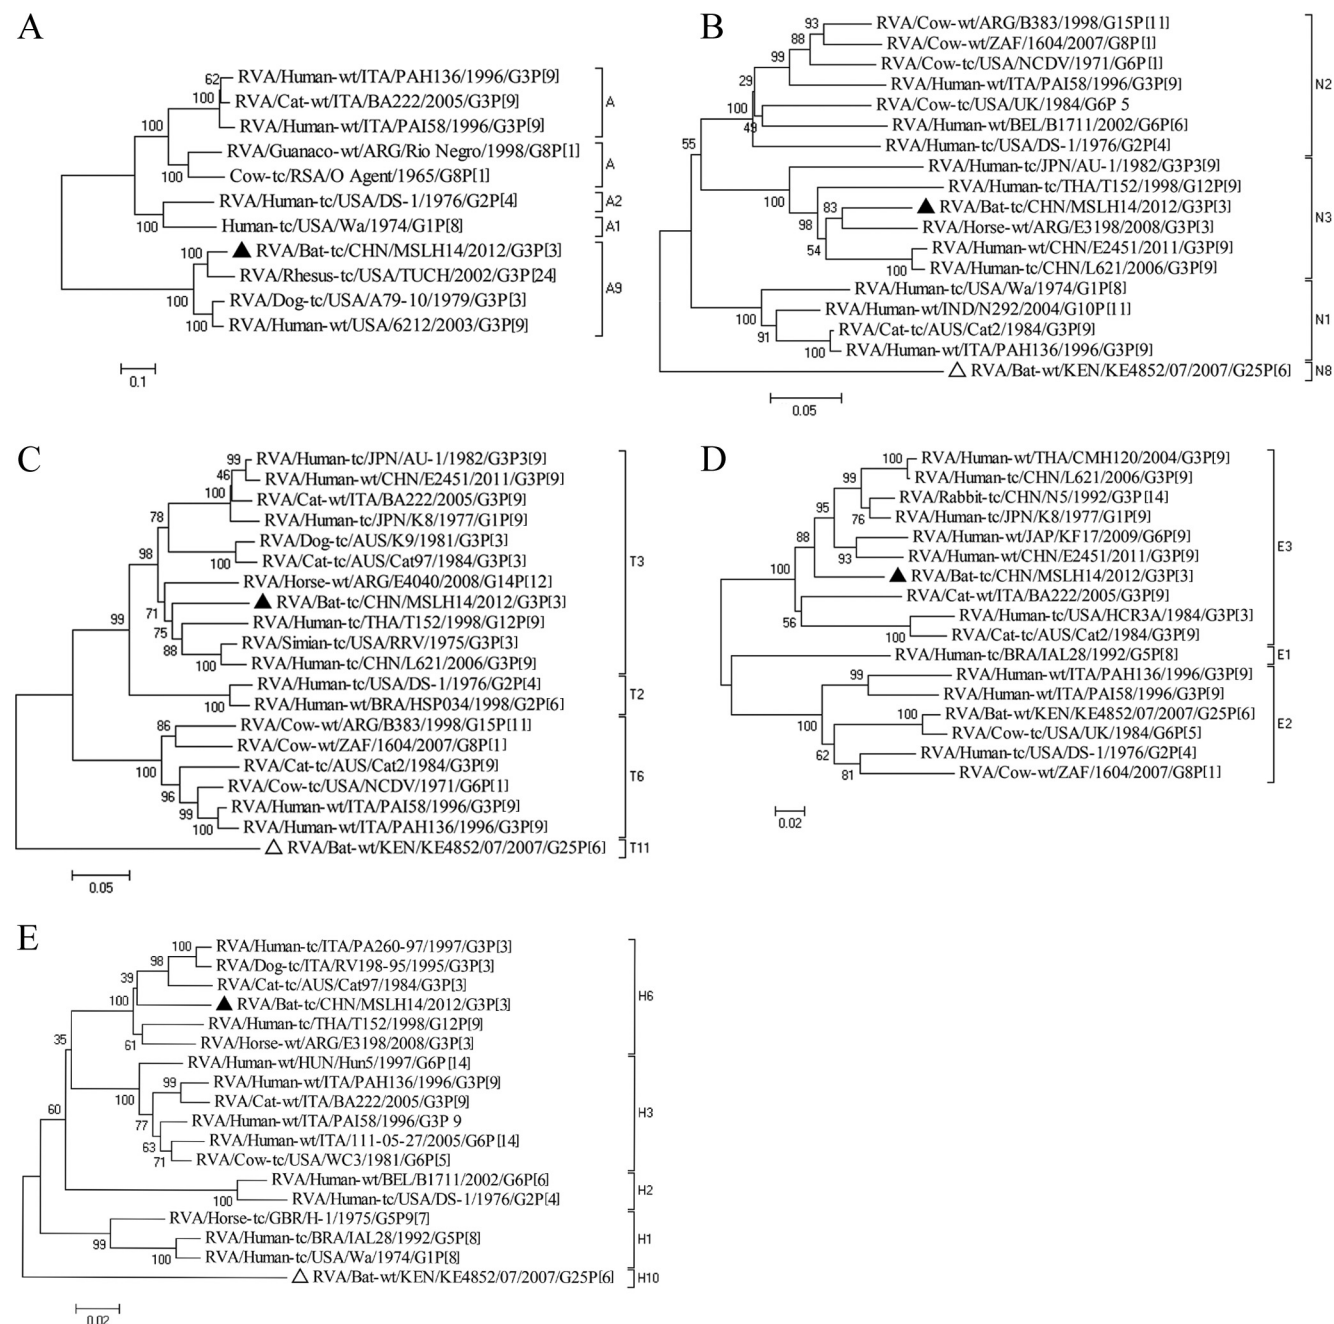 A
62
RVA/Human-wt/ITA/PAH136/1996/G3P[9]
100
RVA/Cat-wt/ITA/BA222/2005/G3P[9]
A
100
RVA/Human-wt/ITA/PAI58/1996/G3P[9]
RVA/Guanaco-wt/ARG/Rio Negro/1998/G8P[1]
A
100
Cow-tc/RSA/O Agent/1965/G8P[1]
RVA/Human-tc/USA/DS-1/1976/G2P[4]
A2
100
Human-tc/USA/Wa/1974/G1P[8]
A1
100
RVA/Bat-tc/CHN/MSLH14/2012/G3P[3]
RVA/Rhesus-tc/USA/TUCH/2002/G3P[24]
A9
100
RVA/Dog-tc/USA/A79-10/1979/G3P[3]
100
RVA/Human-wt/USA/6212/2003/G3P[9]
0.1
B
93
RVA/Cow-wt/ARG/B383/1998/G15P[11]
88
RVA/Cow-wt/ZAF/1604/2007/G8P[1]
99
RVA/Cow-tc/USA/NCDV/1971/G6P[1]
29
RVA/Human-wt/ITA/PAI58/1996/G3P[9]
N2
100
RVA/Cow-tc/USA/UK/1984/G6P 5
49
RVA/Human-wt/BEL/B1711/2002/G6P[6]
55
RVA/Human-tc/USA/DS-1/1976/G2P[4]
RVA/Human-tc/JPN/AU-1/1982/G3P3[9]
100
RVA/Human-tc/THA/T152/1998/G12P[9]
83
RVA/Bat-tc/CHN/MSLH14/2012/G3P[3]
N3
98
RVA/Horse-wt/ARG/E3198/2008/G3P[3]
54
RVA/Human-wt/CHN/E2451/2011/G3P[9]
100
RVA/Human-tc/CHN/L621/2006/G3P[9]
RVA/Human-tc/USA/Wa/1974/G1P[8]
100
RVA/Human-tc/IND/N292/2004/G10P[11]
N1
91
RVA/Cat-tc/AUS/Cat2/1984/G3P[9]
100
RVA/Human-wt/ITA/PAH136/1996/G3P[9]
RVA/Bat-wt/KEN/KE4852/07/2007/G25P[6]
N8
0.05
C
99
RVA/Human-tc/JPN/AU-1/1982/G3P3[9]
46
RVA/Human-wt/CHN/E2451/2011/G3P[9]
100
RVA/Cat-wt/ITA/BA222/2005/G3P[9]
78
RVA/Human-tc/JPN/K8/1977/G1P[9]
RVA/Dog-tc/AUS/K9/1981/G3P[3]
98
100
RVA/Cat-tc/AUS/Cat97/1984/G3P[3]
T3
RVA/Horse-wt/ARG/E4040/2008/G14P[12]
71
RVA/Bat-tc/CHN/MSLH14/2012/G3P[3]
99
75
RVA/Human-tc/THA/T152/1998/G12P[9]
88
RVA/Simian-tc/USA/RRV/1975/G3P[3]
100
RVA/Human-tc/CHN/L621/2006/G3P[9]
RVA/Human-tc/USA/DS-1/1976/G2P[4]
T2
100
RVA/Human-wt/BRA/HSP034/1998/G2P[6]
86
RVA/Cow-wt/ARG/B383/1998/G15P[11]
RVA/Cow-wt/ZAF/1604/2007/G8P[1]
100
RVA/Cat-tc/AUS/Cat2/1984/G3P[9]
T6
96
RVA/Cow-tc/USA/NCDV/1971/G6P[1]
99
RVA/Human-wt/ITA/PAI58/1996/G3P[9]
100
RVA/Human-wt/ITA/PAH136/1996/G3P[9]
RVA/Bat-wt/KEN/KE4852/07/2007/G25P[6]
T11
0.05
D
100
RVA/Human-wt/THA/CMH120/2004/G3P[9]
99
RVA/Human-tc/CHN/L621/2006/G3P[9]
95
RVA/Rabbit-tc/CHN/N5/1992/G3P[14]
76
RVA/Human-tc/JPN/K8/1977/G1P[9]
88
RVA/Human-wt/JAP/KF17/2009/G6P[9]
93
RVA/Human-wt/CHN/E2451/2011/G3P[9]
E3
100
RVA/Bat-tc/CHN/MSLH14/2012/G3P[3]
RVA/Cat-wt/ITA/BA222/2005/G3P[9]
56
RVA/Human-tc/USA/HCR3A/1984/G3P[3]
100
RVA/Cat-tc/AUS/Cat2/1984/G3P[9]
RVA/Human-tc/BRA/IAL28/1992/G5P[8]
E1
99
RVA/Human-wt/ITA/PAH136/1996/G3P[9]
RVA/Human-wt/ITA/PAI58/1996/G3P[9]
100
100
RVA/Bat-wt/KEN/KE4852/07/2007/G25P[6]
E2
RVA/Cow-tc/USA/UK/1984/G6P[5]
62
RVA/Human-tc/USA/DS-1/1976/G2P[4]
81
RVA/Cow-wt/ZAF/1604/2007/G8P[1]
0.02
E
100
RVA/Human-tc/ITA/PA260-97/1997/G3P[3]
98
RVA/Dog-tc/ITA/RV198-95/1995/G3P[3]
39
RVA/Cat-tc/AUS/Cat97/1984/G3P[3]
100
RVA/Bat-tc/CHN/MSLH14/2012/G3P[3]
H6
RVA/Human-tc/THA/T152/1998/G12P[9]
35
61
RVA/Horse-wt/ARG/E3198/2008/G3P[3]
RVA/Human-wt/HUN/Hun5/1997/G6P[14]
99
RVA/Human-wt/ITA/PAH136/1996/G3P[9]
100
RVA/Cat-wt/ITA/BA222/2005/G3P[9]
H3
60
77
RVA/Human-wt/ITA/PAI58/1996/G3P 9
63
RVA/Human-wt/ITA/111-05-27/2005/G6P[14]
71
RVA/Cow-tc/USA/WC3/1981/G6P[5]
RVA/Human-wt/BEL/B1711/2002/G6P[6]
H2
100
RVA/Human-tc/USA/DS-1/1976/G2P[4]
RVA/Horse-tc/GBR/H-1/1975/G5P9[7]
99
RVA/Human-tc/BRA/IAL28/1992/G5P[8]
H1
100
RVA/Human-tc/USA/Wa/1974/G1P[8]
RVA/Bat-wt/KEN/KE4852/07/2007/G25P[6]
H10
0.02